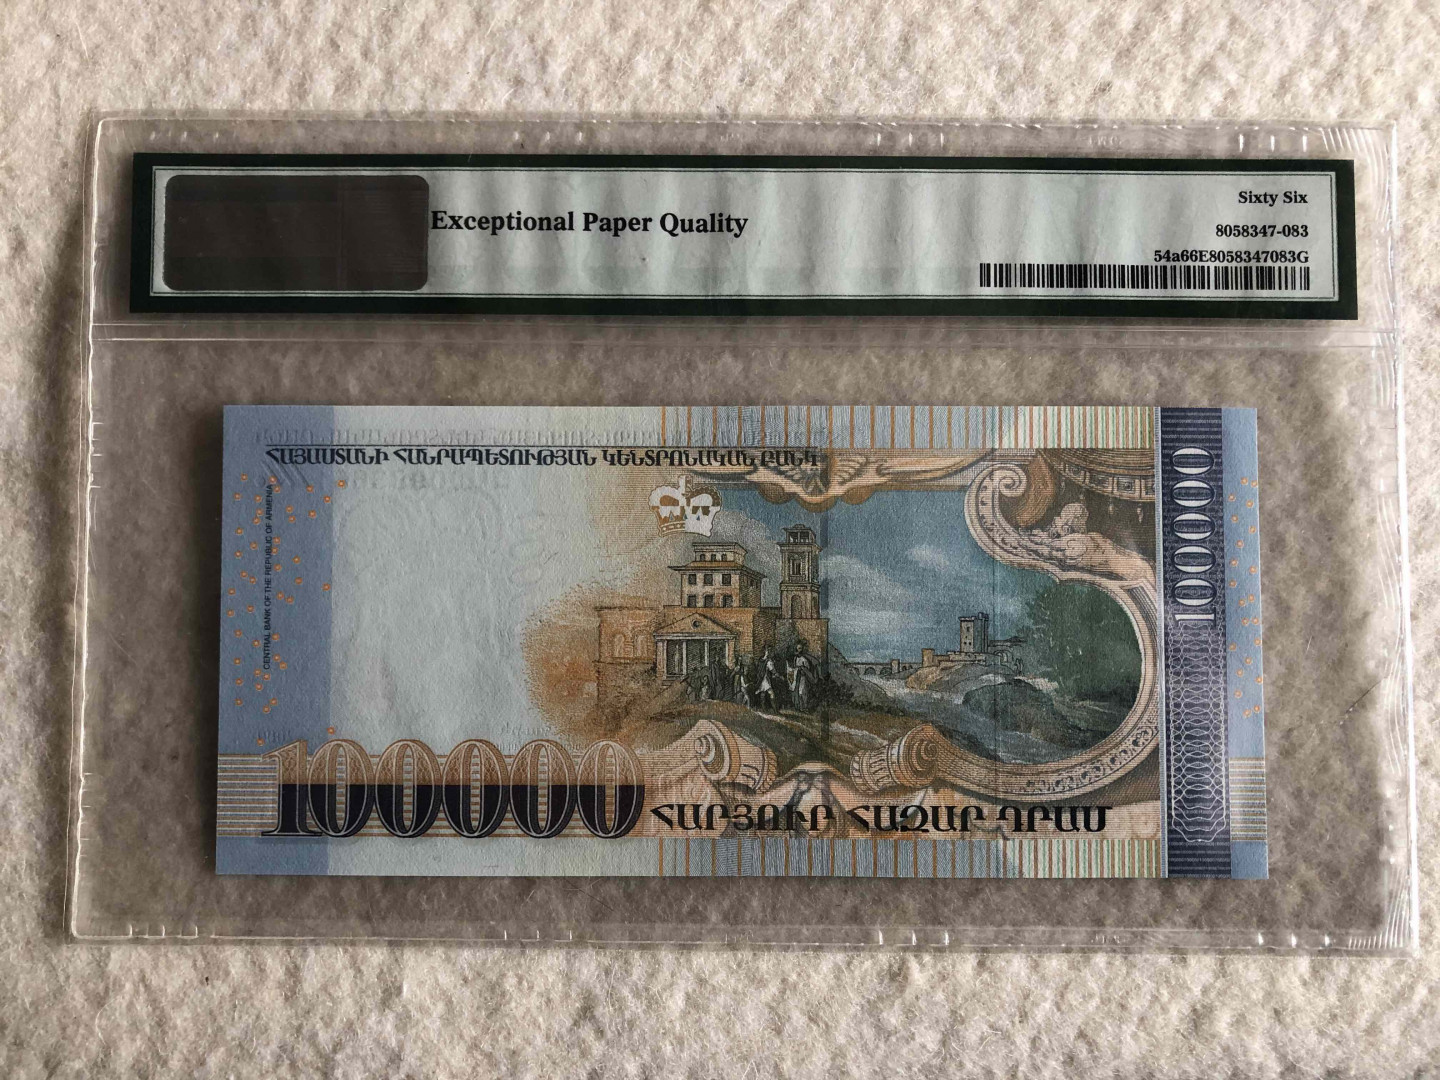 Exceptional Paper Quality
Sixty Six
8058347-083
54a66E8058347083G
ՀԱՅԱՍՏԱՆԻ ՀԱՆՐԱՊԵՏՈՒԹՅԱՆ ԿԵՆՏՐՈՆԱԿԱՆ ԲԱՆԿ
CENTRAL BANK OF THE REPUBLIC OF ARMENIA
100000
100000
ՀԱՐՅՈՒՐ ՀԱԶԱՐ ԴՐԱՄ